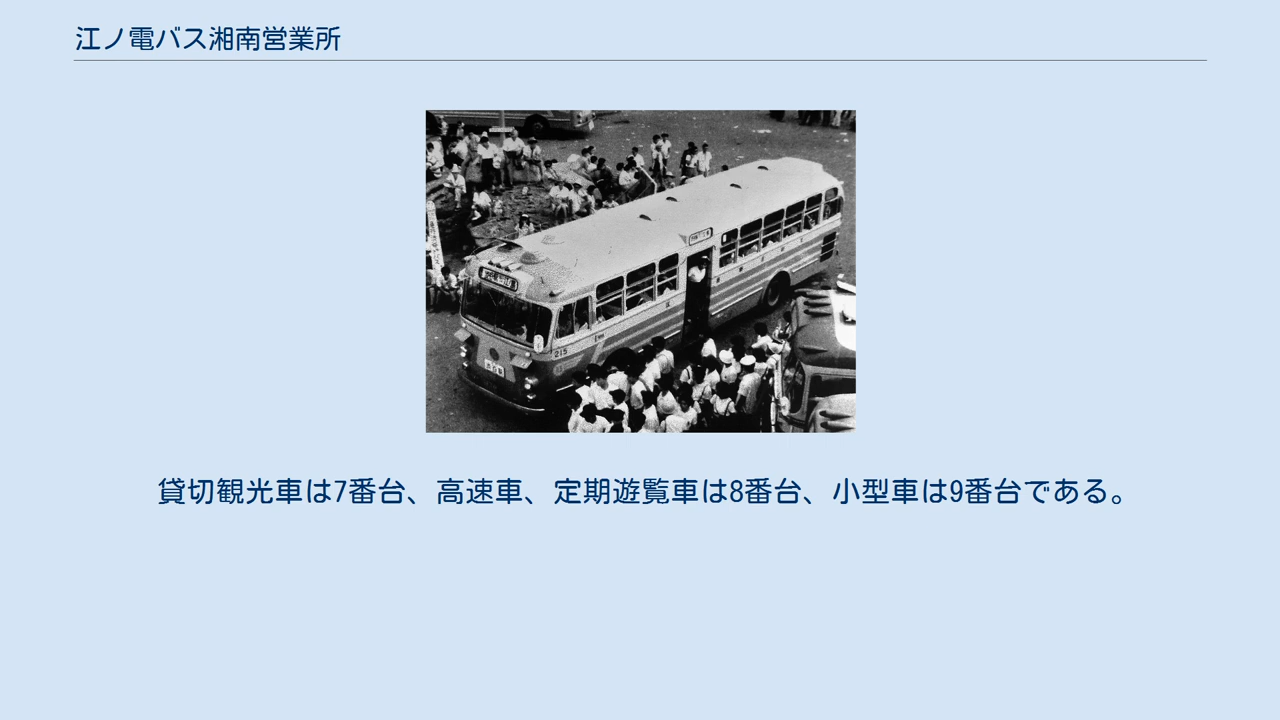 江ノ電バス湘南営業所
215
貸切観光車は7番台、高速車、定期遊覧車は8番台、小型車は9番台である。